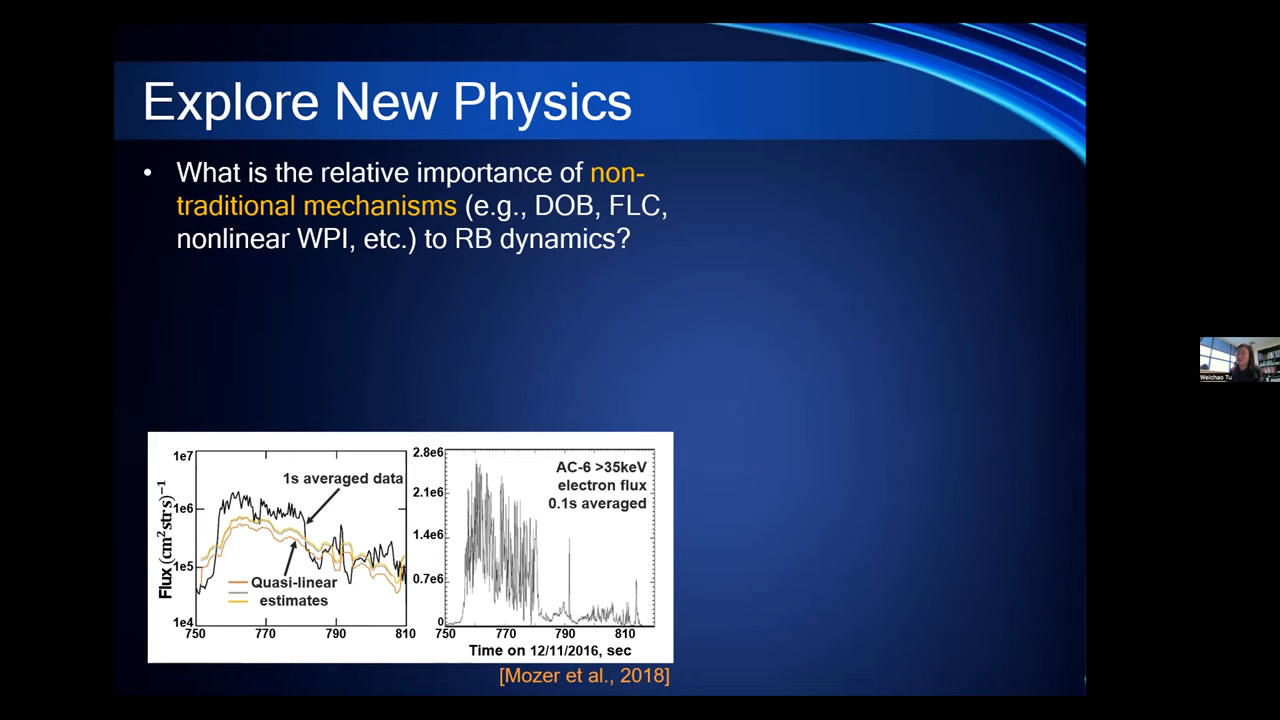 Explore New Physics
• What is the relative importance of non-
traditional mechanisms (e.g., DOB, FLC,
nonlinear WPI, etc.) to RB dynamics?
1e7
1e6
1e5
1e4
Flux (cm² str s)⁻¹
1s averaged data
Quasi-linear
estimates
750
770
790
810
2.8e6
2.1e6
1.4e6
0.7e6
0
AC-6 >35keV
electron flux
0.1s averaged
750
770
790
810
Time on 12/11/2016, sec
[Mozer et al., 2018]
Weichao Tu